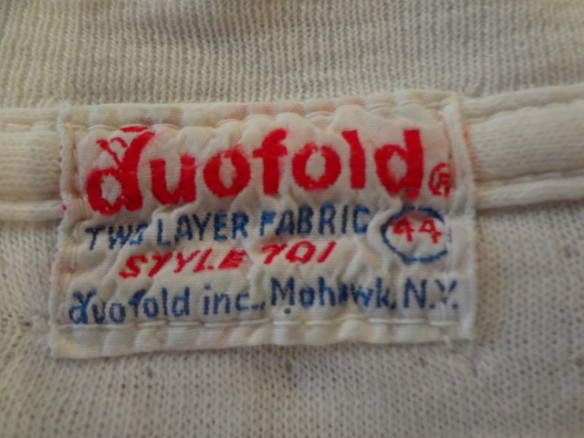 duofold®
TWO LAYER FABRIC 44
STYLE 701
duofold inc., Mohawk, N.Y.